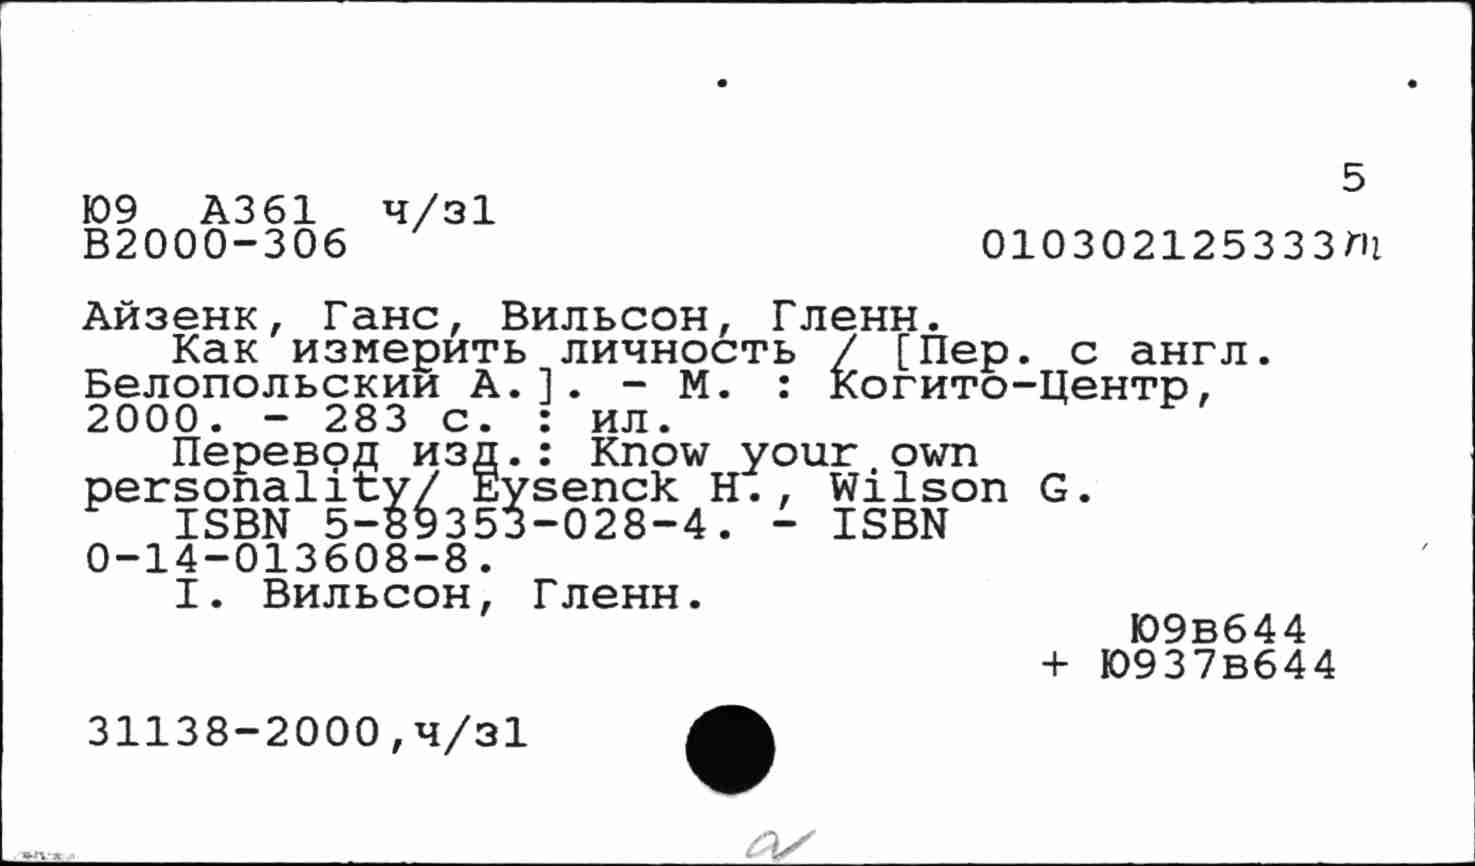 5
Ю9  А361  ч/з1
В2000-306
010302125333m
Айзенк, Ганс, Вильсон, Гленн.
Как измерить личность / [Пер. с англ.
Белопольский А.]. - М. : Когито-Центр,
2000. - 283 с. : ил.
Перевод изд.: Know your own
personality/ Eysenck H., Wilson G.
ISBN 5-89353-028-4. - ISBN
0-14-013608-8.
I. Вильсон, Гленн.
Ю9в644
+ Ю937в644
31138-2000,ч/з1